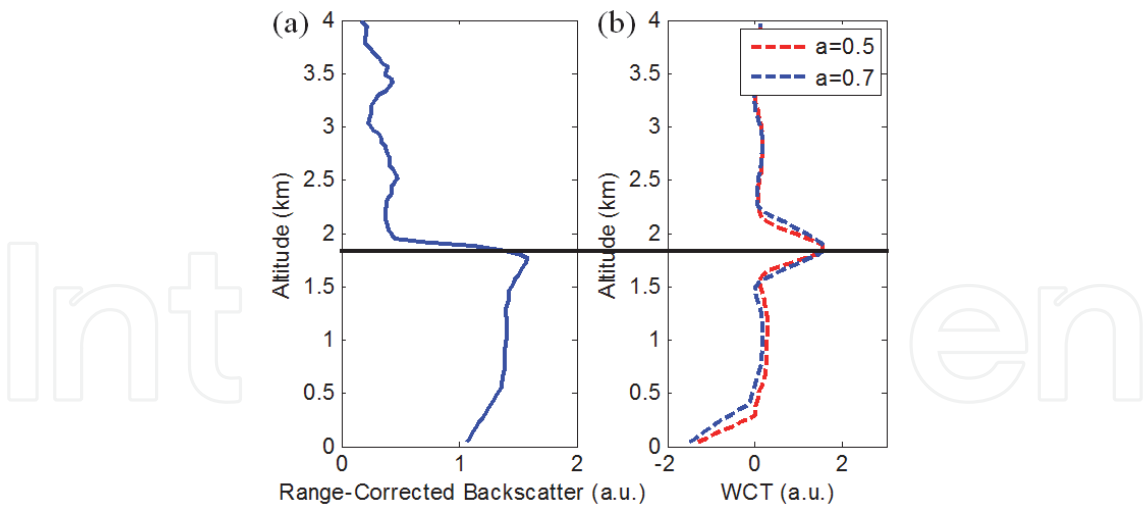 (a)
4
3.5
3
2.5
2
1.5
1
0.5
0
Altitude (km)
0 1 2
Range-Corrected Backscatter (a.u.)
(b)
a=0.5
a=0.7
4
3.5
3
2.5
2
1.5
1
0.5
0
Altitude (km)
-2 0 2
WCT (a.u.)
Int en